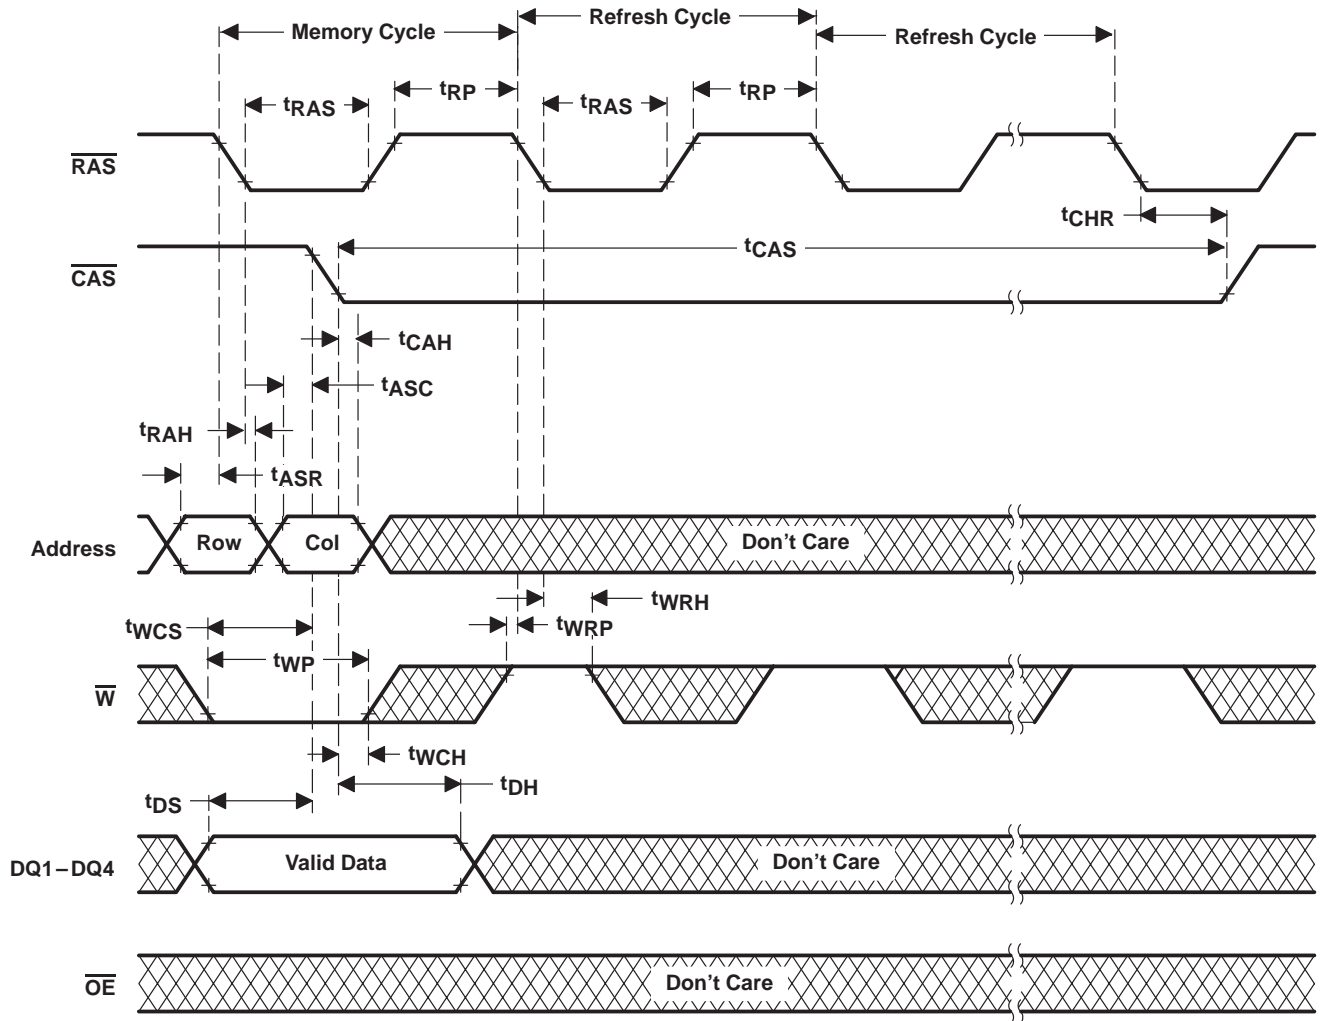 Refresh Cycle
Memory Cycle
Refresh Cycle
tRP
tRP
tRAS
tRAS
RAS
tCHR
tCAS
CAS
tCAH
tASC
tRAH
tASR
Row
Col
Don't Care
Address
tWRH
tWCS
tWRP
tWP
W
tWCH
tDH
tDS
Valid Data
Don't Care
DQ1–DQ4
Don't Care
OE